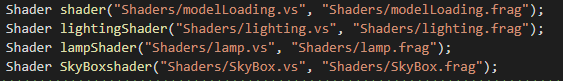 Shader shader("Shaders/modelLoading.vs", "Shaders/modelLoading.frag");
Shader lightingShader("Shaders/lighting.vs", "Shaders/lighting.frag");
Shader lampShader("Shaders/lamp.vs", "Shaders/lamp.frag");
Shader SkyBoxshader("Shaders/SkyBox.vs", "Shaders/SkyBox.frag");